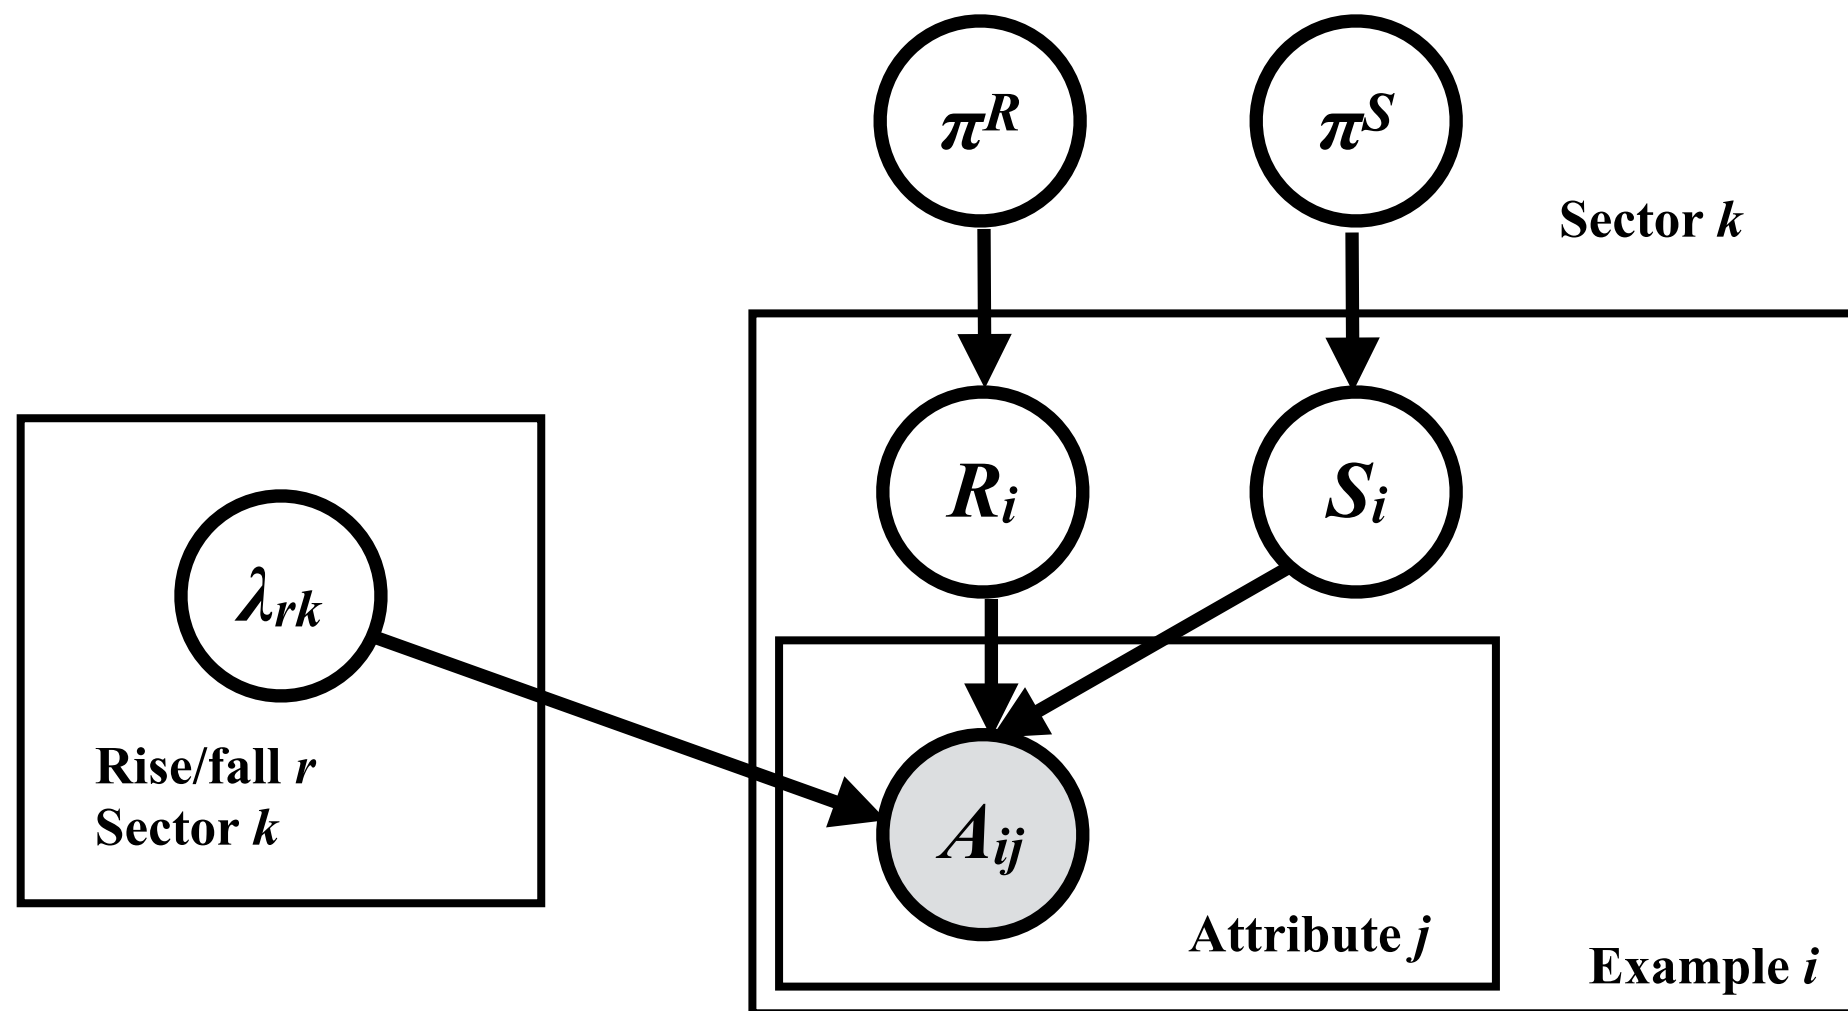 π^R
π^S
Sector k
R_i
S_i
λ_rk
Rise/fall r
Sector k
A_ij
Attribute j
Example i